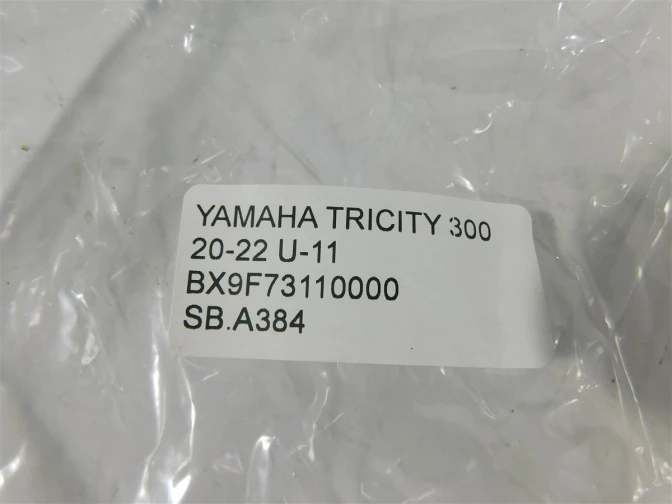 YAMAHA TRICITY 300
20-22 U-11
BX9F73110000
SB.A384